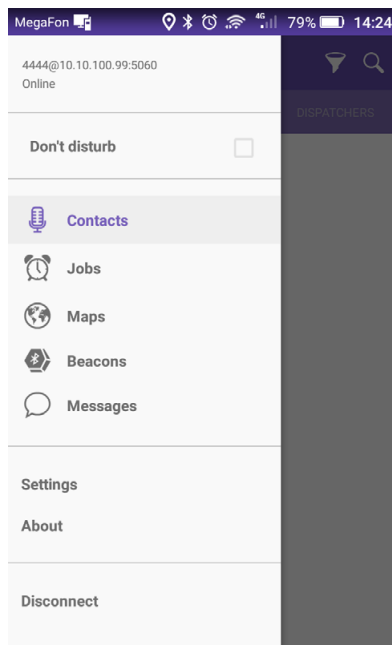 MegaFon 4G 79% 14:24
4444@10.10.100.99:5060
Online
DISPATCHERS
Don't disturb
Contacts
Jobs
Maps
Beacons
Messages
Settings
About
Disconnect